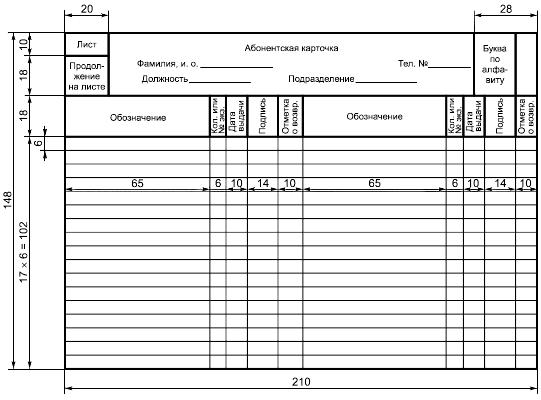 20
28
Лист
Абонентская карточка
Буква
по
алфа-
виту
10
Фамилия, и. о.
Тел. №
Продол-
жение
на листе
18
Должность
Подразделение
18
Обозначение
Кол. или
№ экз.
Дата
выдачи
Подпись
Отметка
о возвр.
Обозначение
Кол. или
№ экз.
Дата
выдачи
Подпись
Отметка
о возвр.
6
65
6
10
14
10
65
6
10
14
10
148
17 × 6 = 102
210